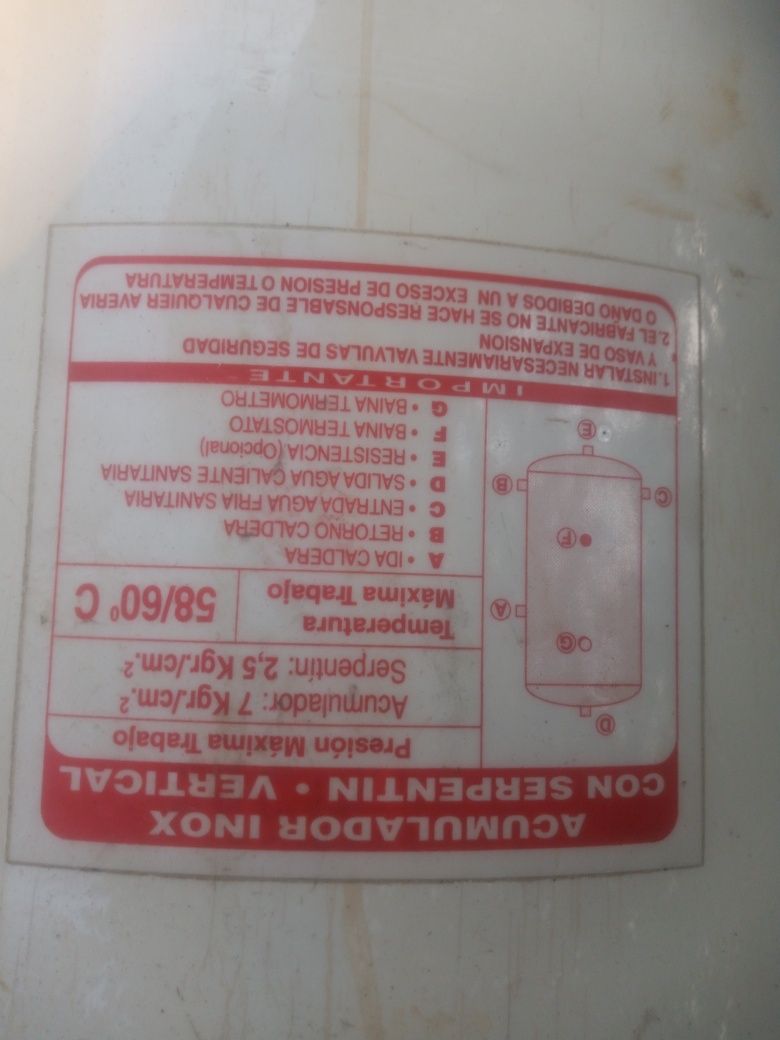 ACUMULADOR INOX
CON SERPENTIN • VERTICAL
Presión Máxima Trabajo
Acumulador: 7 Kgr./cm.²
Serpentín: 2,5 Kgr./cm.²
Temperatura
Máxima Trabajo
58/60º C
A • IDA CALDERA
B • RETORNO CALDERA
C • ENTRADA AGUA FRIA SANITARIA
D • SALIDA AGUA CALIENTE SANITARIA
E • RESISTENCIA (Opcional)
F • BAINA TERMOSTATO
G • BAINA TERMOMETRO
D
G
A
F
C
B
E
IMPORTANTE
1. INSTALAR NECESARIAMENTE VALVULAS DE SEGURIDAD
Y VASO DE EXPANSION
2. EL FABRICANTE NO SE HACE RESPONSABLE DE CUALQUIER AVERIA
O DAÑO DEBIDOS A UN EXCESO DE PRESION O TEMPERATURA